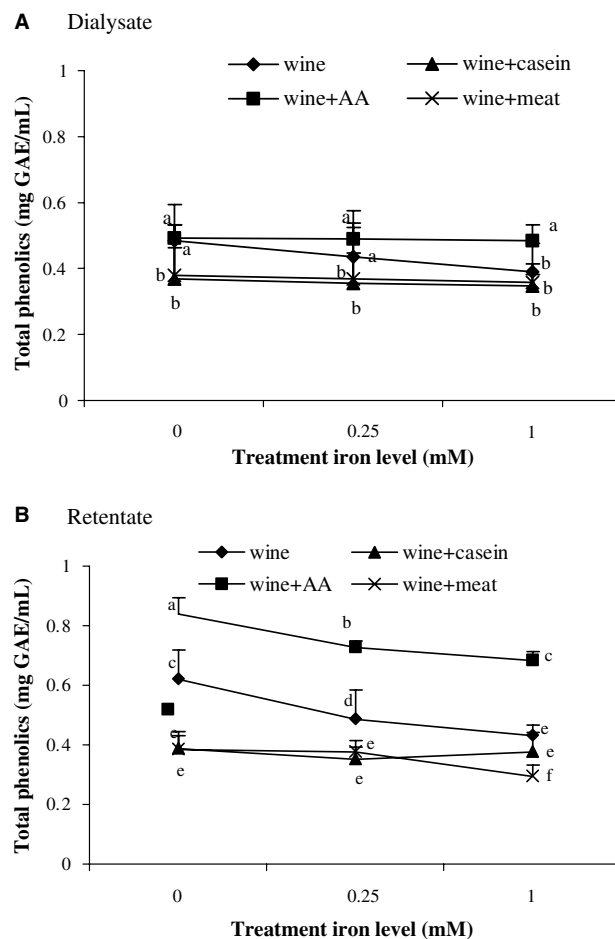 A Dialysate
1
wine
wine+casein
wine+AA
wine+meat
0.8
0.6
0.4
0.2
0
Total phenolics (mg GAE/mL)
a
a
a
a
a
b
b
b
b
b
b
b
0
0.25
1
Treatment iron level (mM)
B Retentate
1
wine
wine+casein
wine+AA
wine+meat
0.8
0.6
0.4
0.2
0
Total phenolics (mg GAE/mL)
a
b
c
c
d
e
e
e
e
e
e
f
0
0.25
1
Treatment iron level (mM)